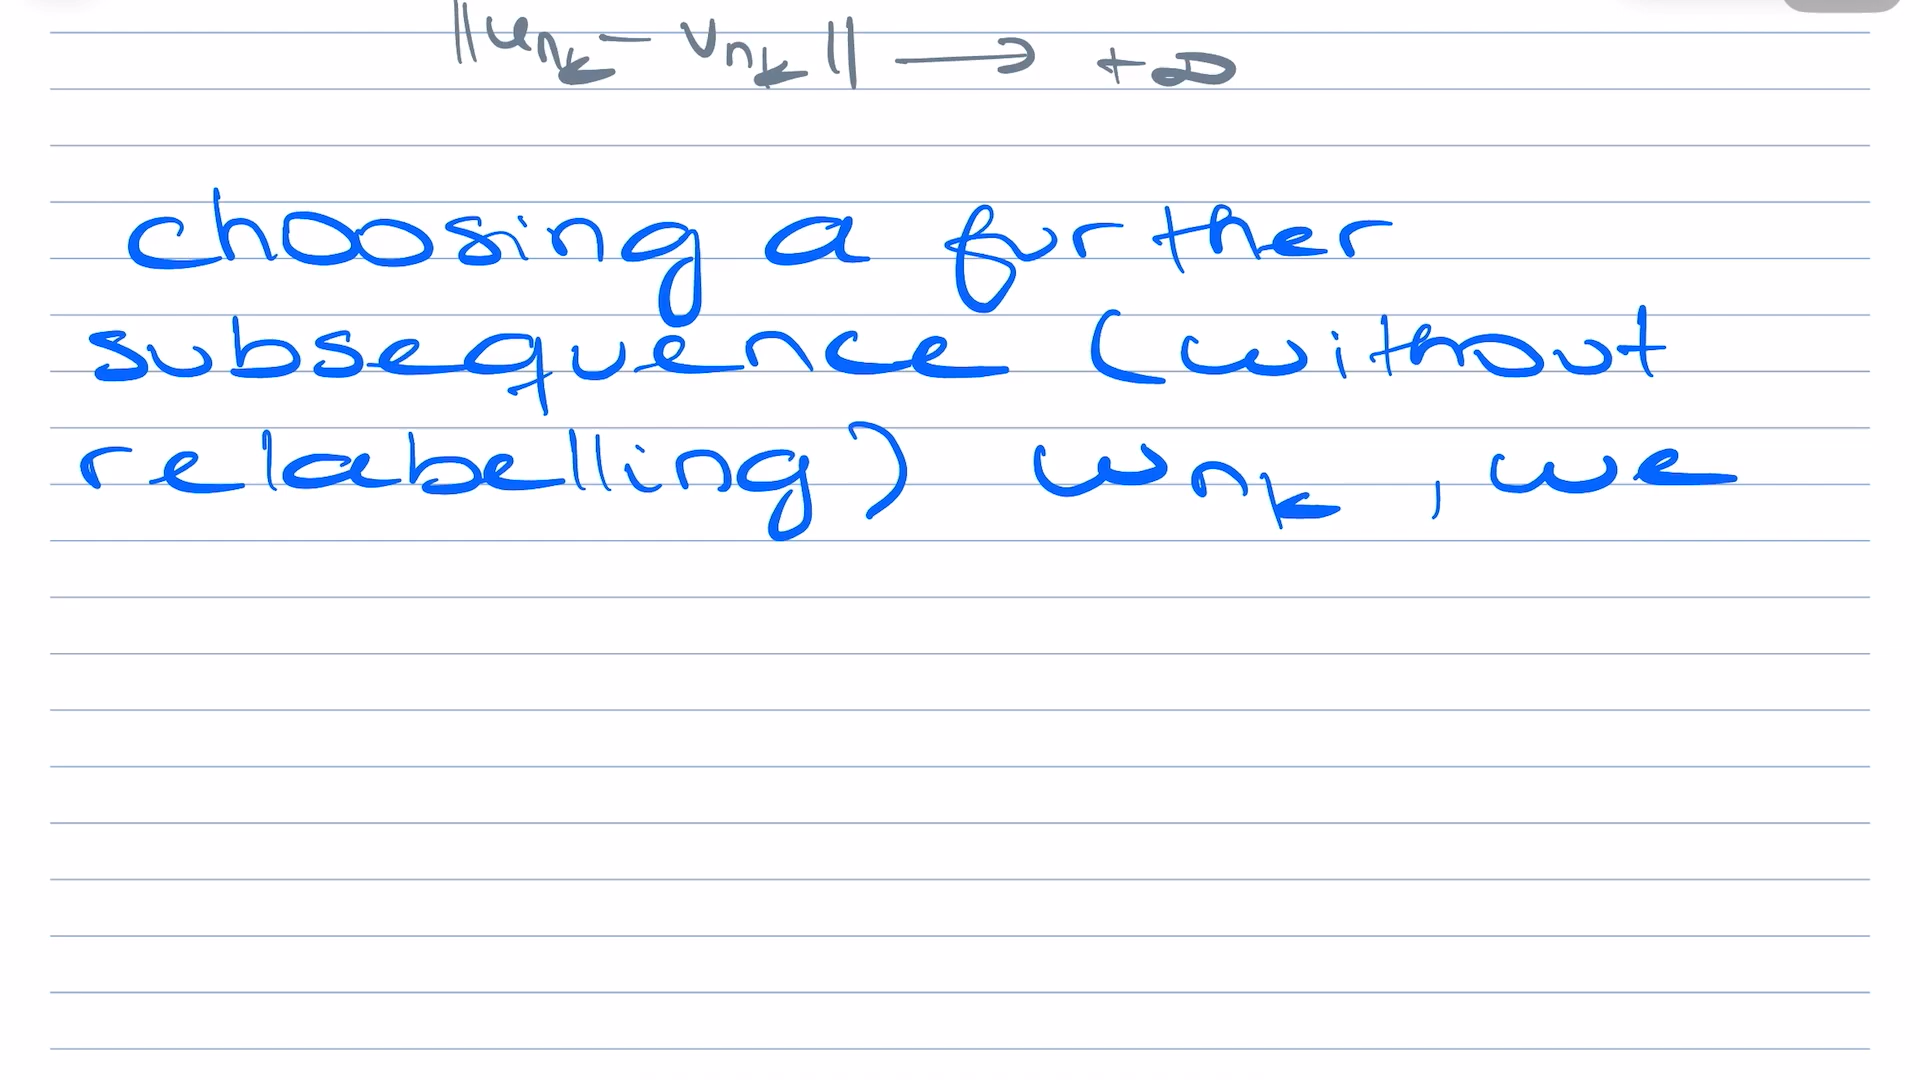 ‖u_{n_k} − v_{n_k}‖ ⟶ +∞
choosing a further
subsequence (without
relabelling) w_{n_k}, we